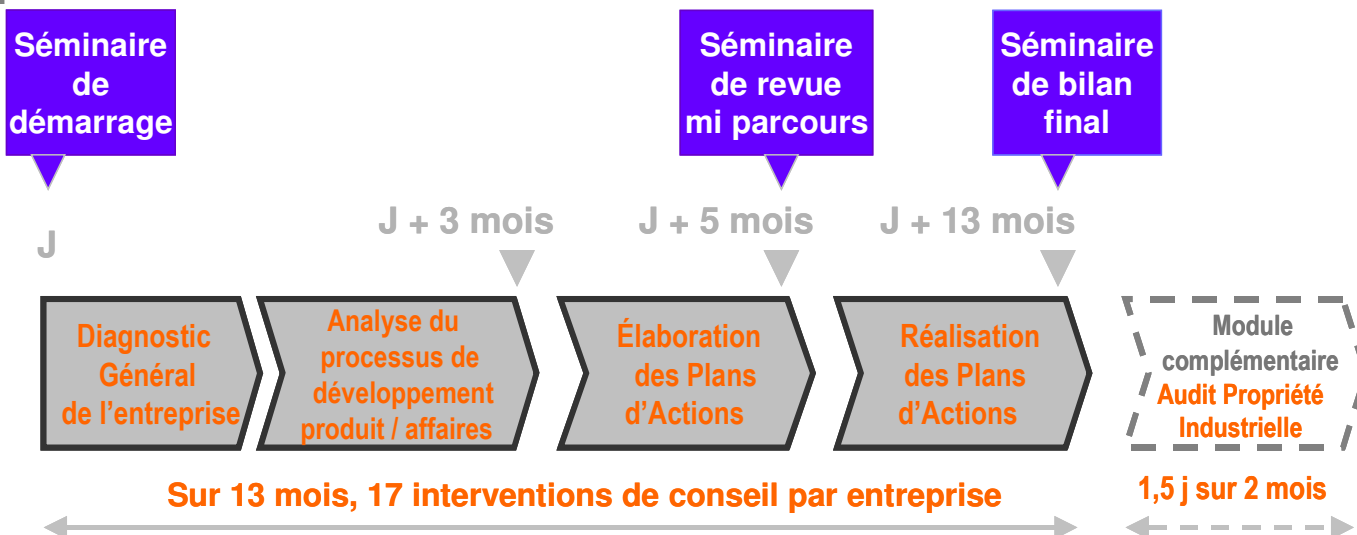 Séminaire
de
démarrage
Séminaire
de revue
mi parcours
Séminaire
de bilan
final
J
J + 3 mois
J + 5 mois
J + 13 mois
Diagnostic
Général
de l’entreprise
Analyse du
processus de
développement
produit / affaires
Élaboration
des Plans
d’Actions
Réalisation
des Plans
d’Actions
Module
complémentaire
Audit Propriété
Industrielle
Sur 13 mois, 17 interventions de conseil par entreprise
1,5 j sur 2 mois